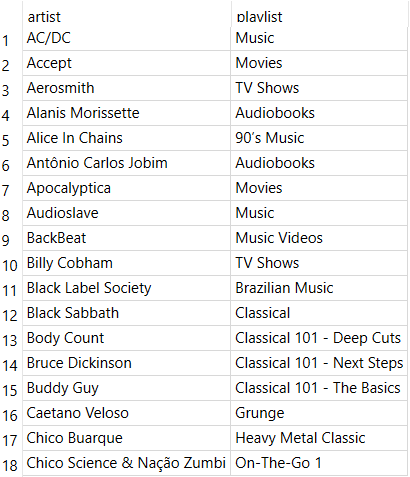 artist playlist
1 AC/DC Music
2 Accept Movies
3 Aerosmith TV Shows
4 Alanis Morissette Audiobooks
5 Alice In Chains 90’s Music
6 Antônio Carlos Jobim Audiobooks
7 Apocalyptica Movies
8 Audioslave Music
9 BackBeat Music Videos
10 Billy Cobham TV Shows
11 Black Label Society Brazilian Music
12 Black Sabbath Classical
13 Body Count Classical 101 - Deep Cuts
14 Bruce Dickinson Classical 101 - Next Steps
15 Buddy Guy Classical 101 - The Basics
16 Caetano Veloso Grunge
17 Chico Buarque Heavy Metal Classic
18 Chico Science & Nação Zumbi On-The-Go 1